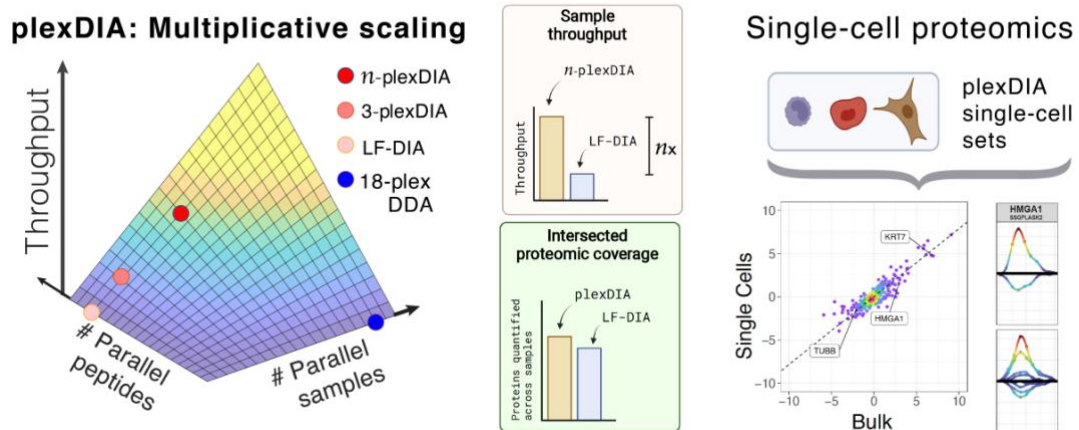 plexDIA: Multiplicative scaling
Throughput
n-plexDIA
3-plexDIA
LF-DIA
18-plex
DDA
# Parallel
peptides
# Parallel
samples
Sample
throughput
n-plexDIA
LF-DIA
nx
Throughput
Intersected
proteomic coverage
plexDIA
LF-DIA
Proteins quantified
across samples
Single-cell proteomics
plexDIA
single-cell
sets
Single Cells
10
5
0
-5
-10
KRT7
HMGA1
TUBB
-10
-5
0
5
10
Bulk
HMGA1